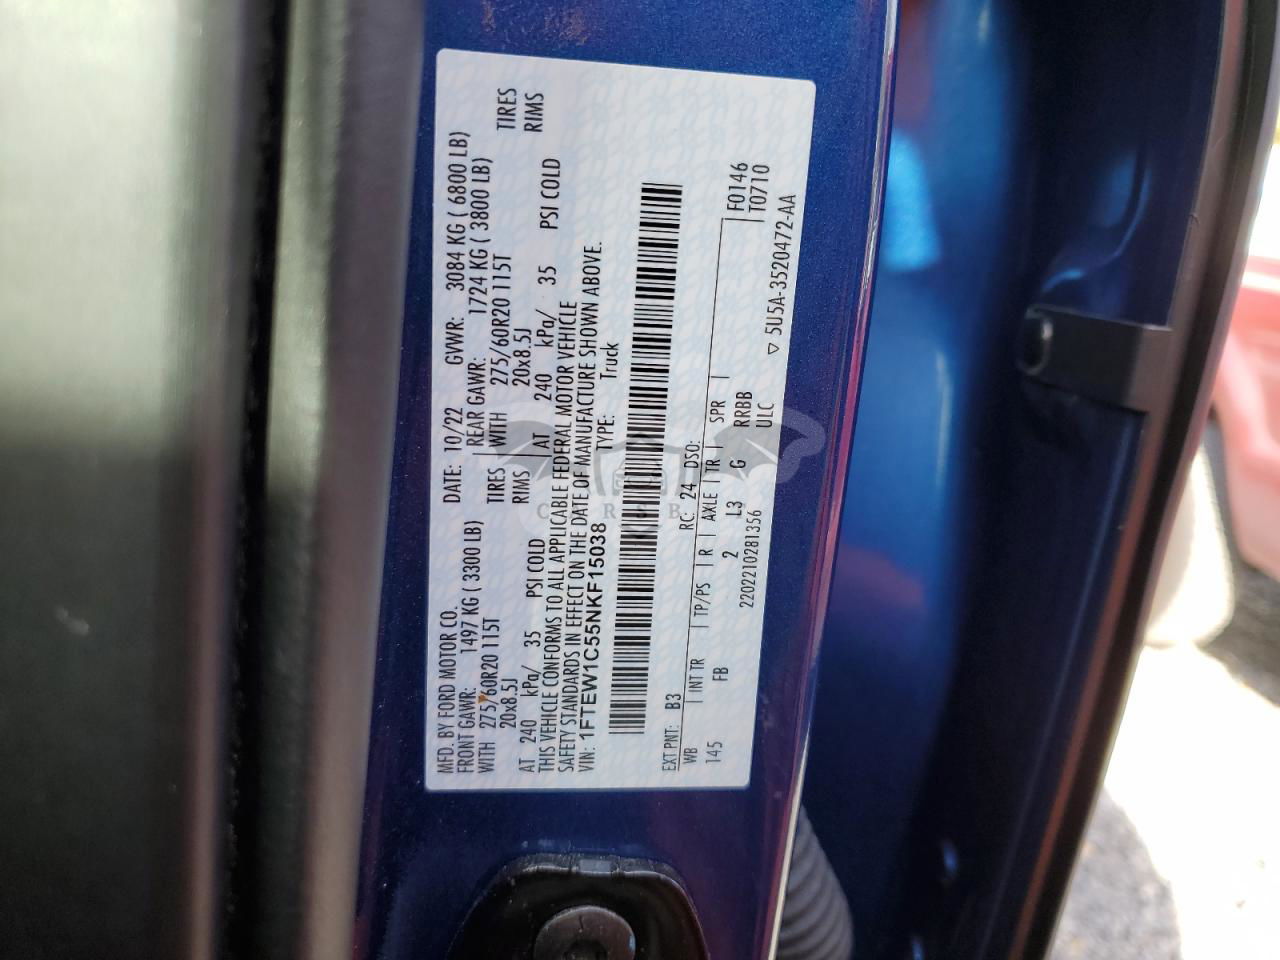 MFD. BY FORD MOTOR CO. DATE: 10/22 GVWR: 3084 KG ( 6800 LB)
FRONT GAWR: 1497 KG ( 3300 LB) REAR GAWR: 1724 KG ( 3800 LB)
WITH 275/60R20 115T TIRES WITH 275/60R20 115T TIRES
20x8.5J RIMS 20x8.5J RIMS
AT 240 kPa/ 35 PSI COLD AT 240 kPa/ 35 PSI COLD
THIS VEHICLE CONFORMS TO ALL APPLICABLE FEDERAL MOTOR VEHICLE
SAFETY STANDARDS IN EFFECT ON THE DATE OF MANUFACTURE SHOWN ABOVE.
VIN: 1FTEW1C55NKF15038 TYPE: Truck
EXT PNT: B3 RC: 24 DSO: F0146
WB INT TR TP/PS R AXLE TR SPR T0710
145 FB 2 L3 G RRBB
2202210281356 ULC ▽ 5U5A-3520472-AA